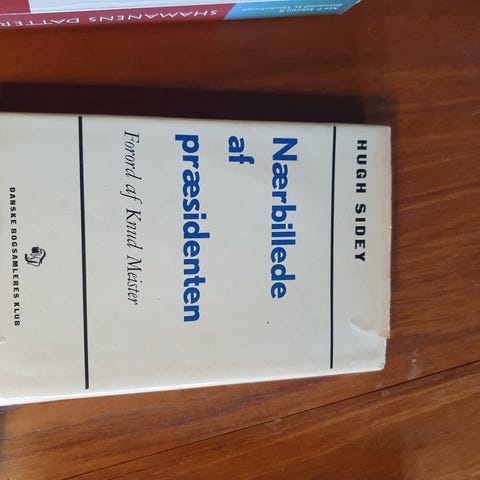 HUGH SIDEY
Nærbillede
af
præsidenten
Forord af Knud Meister
DANSKE BOGSAMLERES KLUB
SHAMANENS DATTER